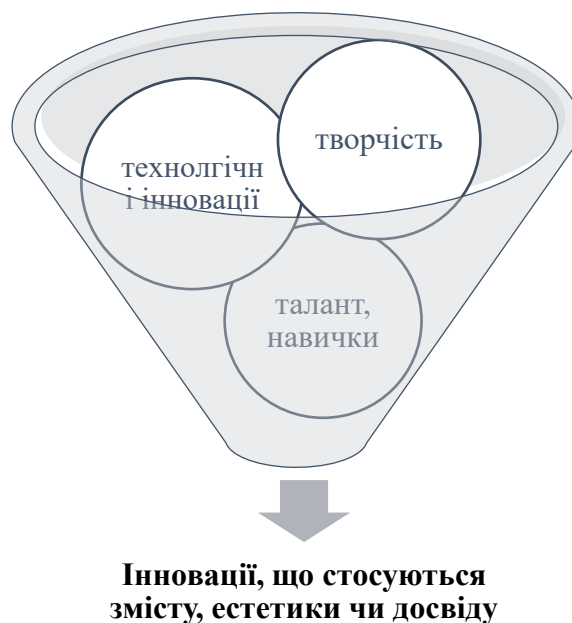 творчість
технолгічн
і інновації
талант,
навички
Інновації, що стосуються
змісту, естетики чи досвіду